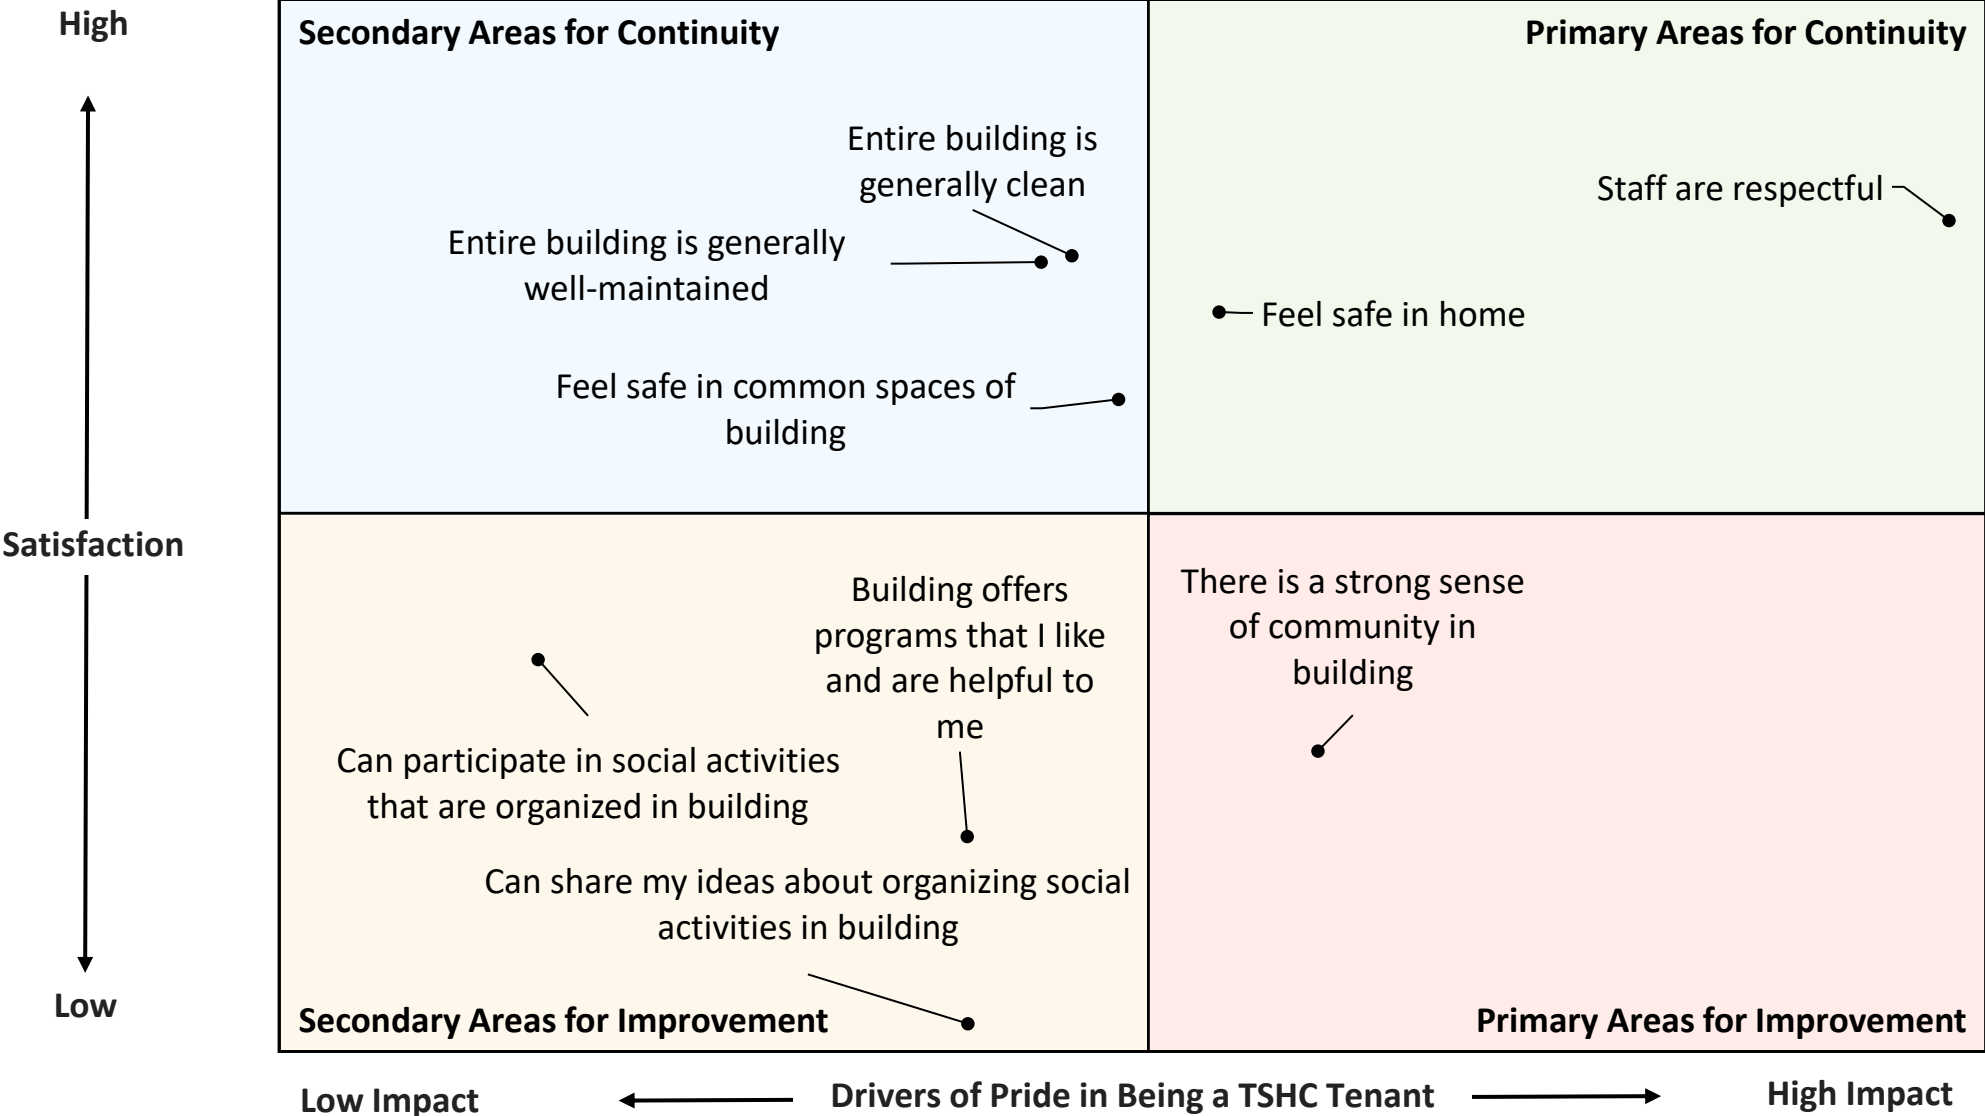 High
Secondary Areas for Continuity
Primary Areas for Continuity
Entire building is
generally clean
Staff are respectful
Entire building is generally
well-maintained
Feel safe in home
Feel safe in common spaces of
building
Satisfaction
Building offers
programs that I like
and are helpful to
me
There is a strong sense
of community in
building
Can participate in social activities
that are organized in building
Can share my ideas about organizing social
activities in building
Low
Secondary Areas for Improvement
Primary Areas for Improvement
Low Impact
Drivers of Pride in Being a TSHC Tenant
High Impact